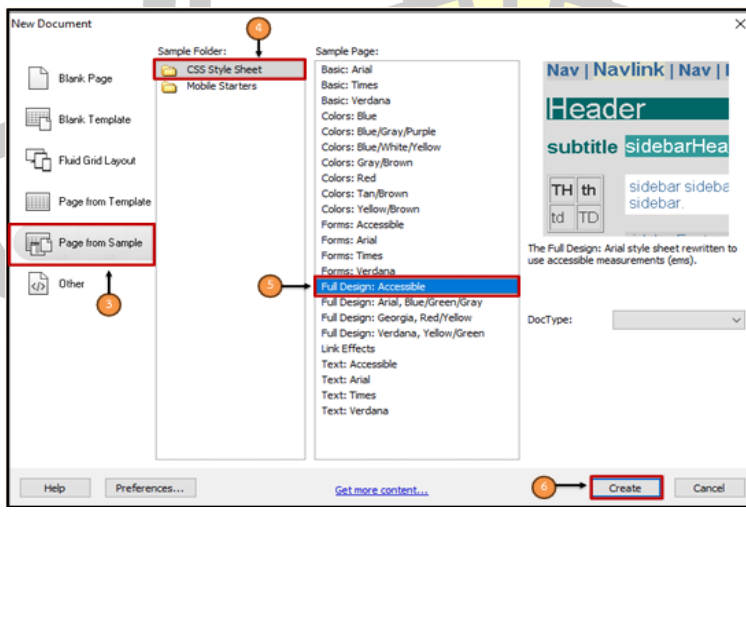 New Document
4
Sample Folder:
Sample Page:
Blank Page
Blank Template
Fluid Grid Layout
Page from Template
Page from Sample
Other
3
CSS Style Sheet
Mobile Starters
Basic: Arial
Basic: Times
Basic: Verdana
Colors: Blue
Colors: Blue/Gray/Purple
Colors: Blue/White/Yellow
Colors: Gray/Brown
Colors: Red
Colors: Tan/Brown
Colors: Yellow/Brown
Forms: Accessible
Forms: Arial
Forms: Times
Forms: Verdana
5
Full Design: Accessible
Full Design: Arial, Blue/Green/Gray
Full Design: Georgia, Red/Yellow
Full Design: Verdana, Yellow/Green
Link Effects
Text: Accessible
Text: Arial
Text: Times
Text: Verdana
Nav | Navlink | Nav |
Header
subtitle sidebarHea
TH th
td TD
sidebar sideba
sidebar.
The Full Design: Arial style sheet rewritten to
use accessible measurements (ems).
DocType:
Help
Preferences...
Get more content...
6
Create
Cancel